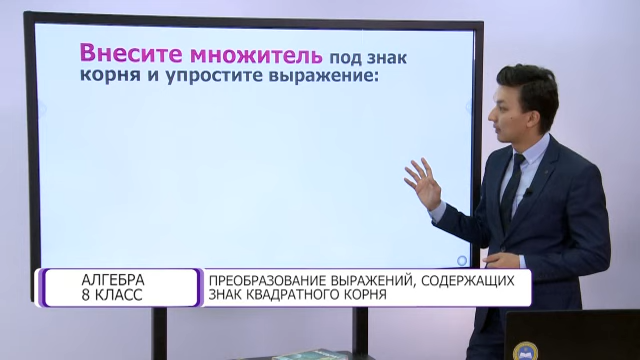 Внесите множитель под знак
корня и упростите выражение:
АЛГЕБРА
8 КЛАСС
ПРЕОБРАЗОВАНИЕ ВЫРАЖЕНИЙ, СОДЕРЖАЩИХ
ЗНАК КВАДРАТНОГО КОРНЯ